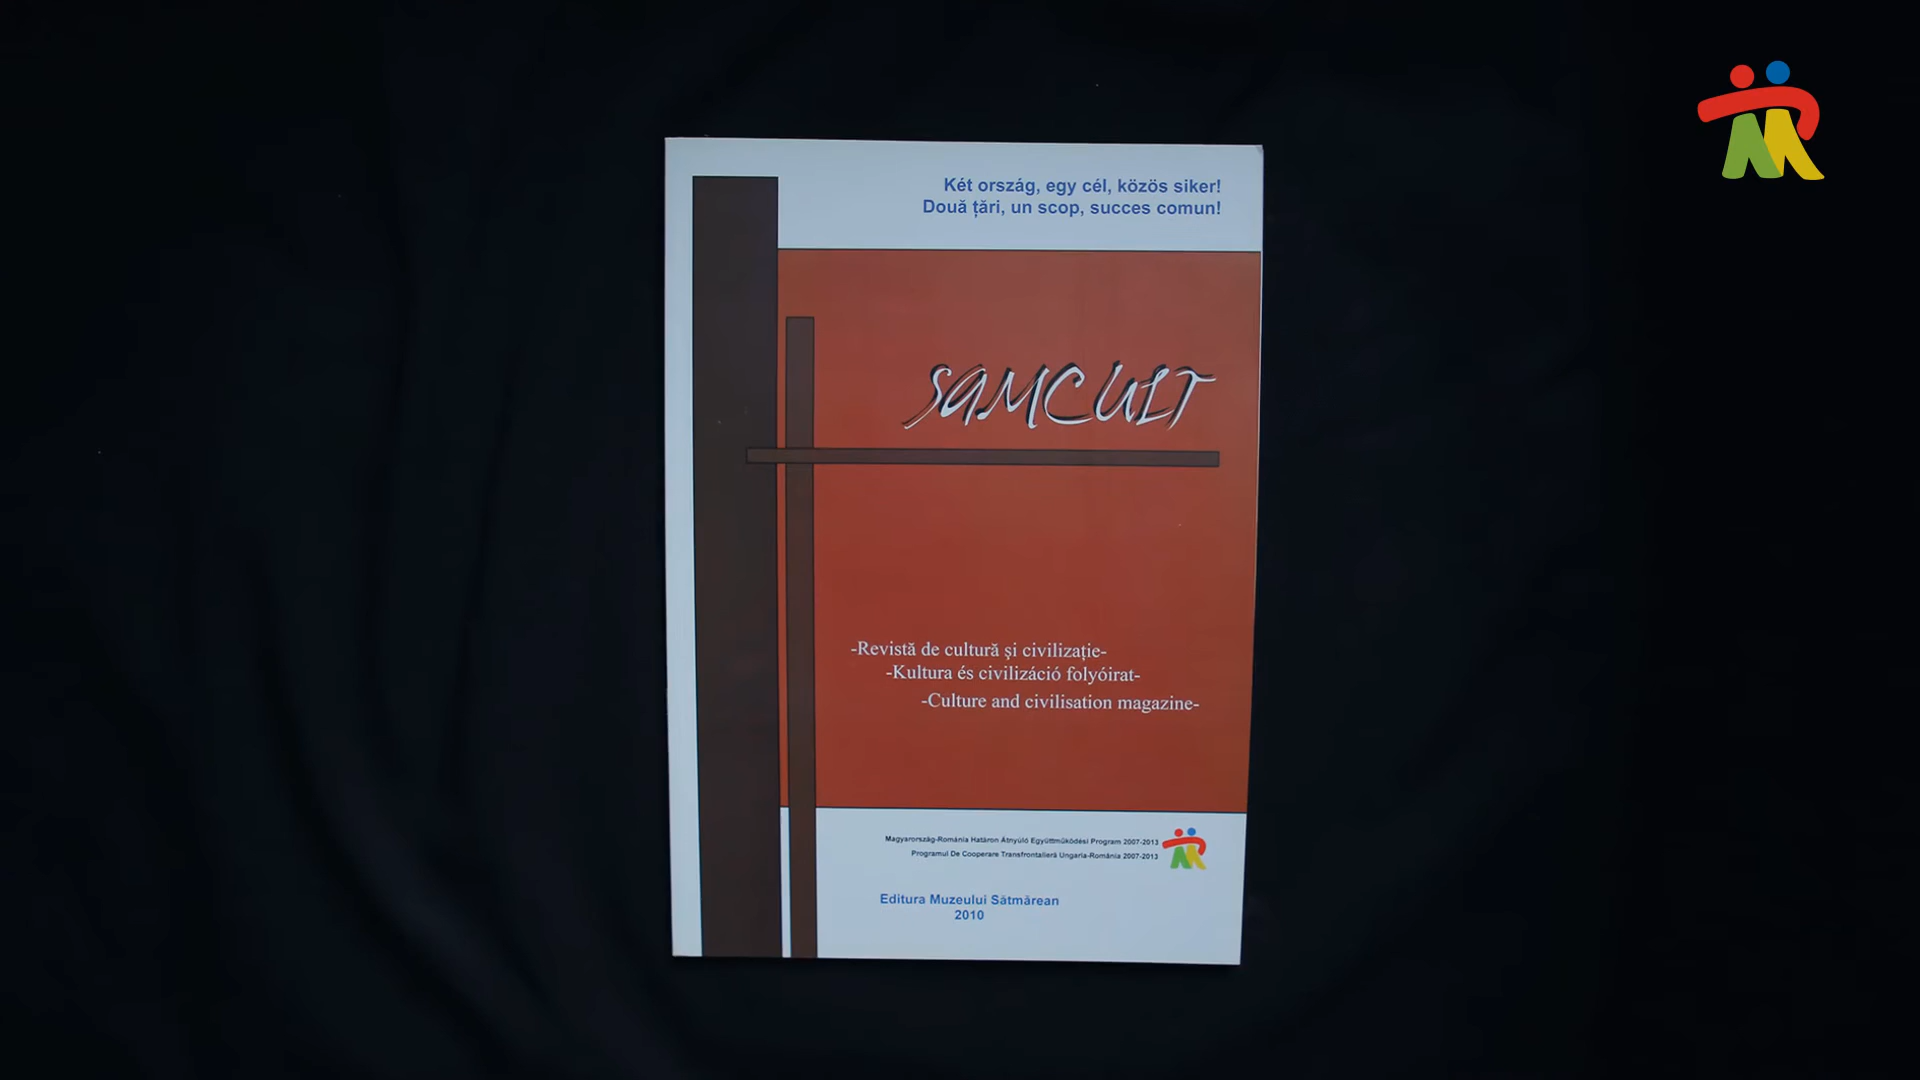 Két ország, egy cél, közös siker!
Două țări, un scop, succes comun!
SAMCULT
-Revistă de cultură și civilizație-
-Kultura és civilizáció folyóirat-
-Culture and civilisation magazine-
Magyarország-Románia Határon Átnyúló Együttműködési Program 2007-2013
Programul De Cooperare Transfrontalieră Ungaria-România 2007-2013
Editura Muzeului Sătmărean
2010